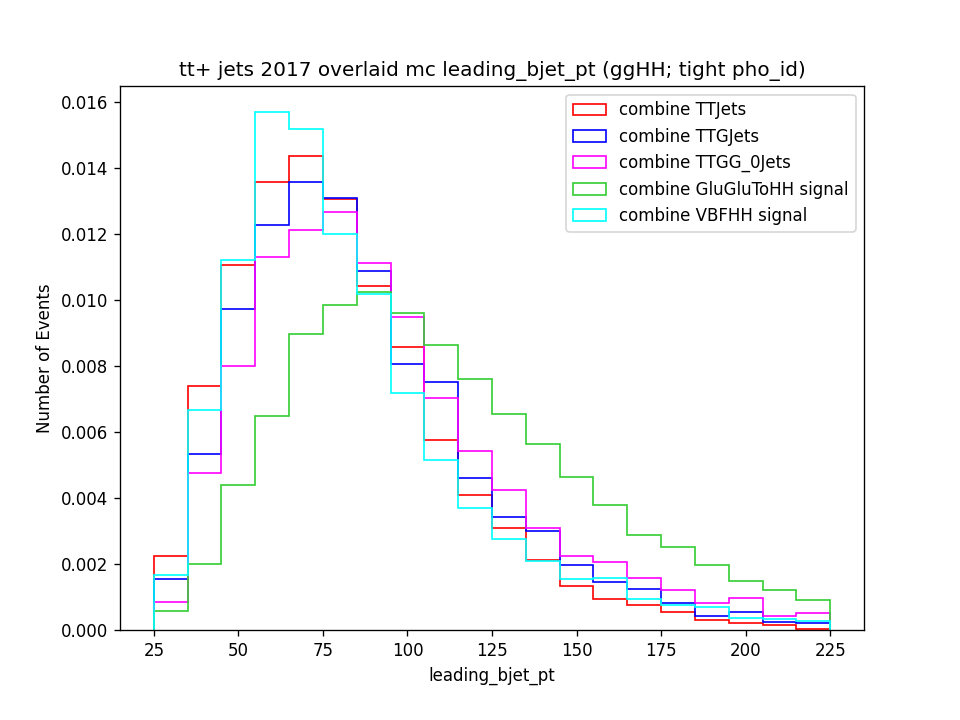 tt+ jets 2017 overlaid mc leading_bjet_pt (ggHH; tight pho_id)
combine TTJets
combine TTGJets
combine TTGG_0Jets
combine GluGluToHH signal
combine VBFHH signal
Number of Events
0.016
0.014
0.012
0.010
0.008
0.006
0.004
0.002
0.000
25 50 75 100 125 150 175 200 225
leading_bjet_pt